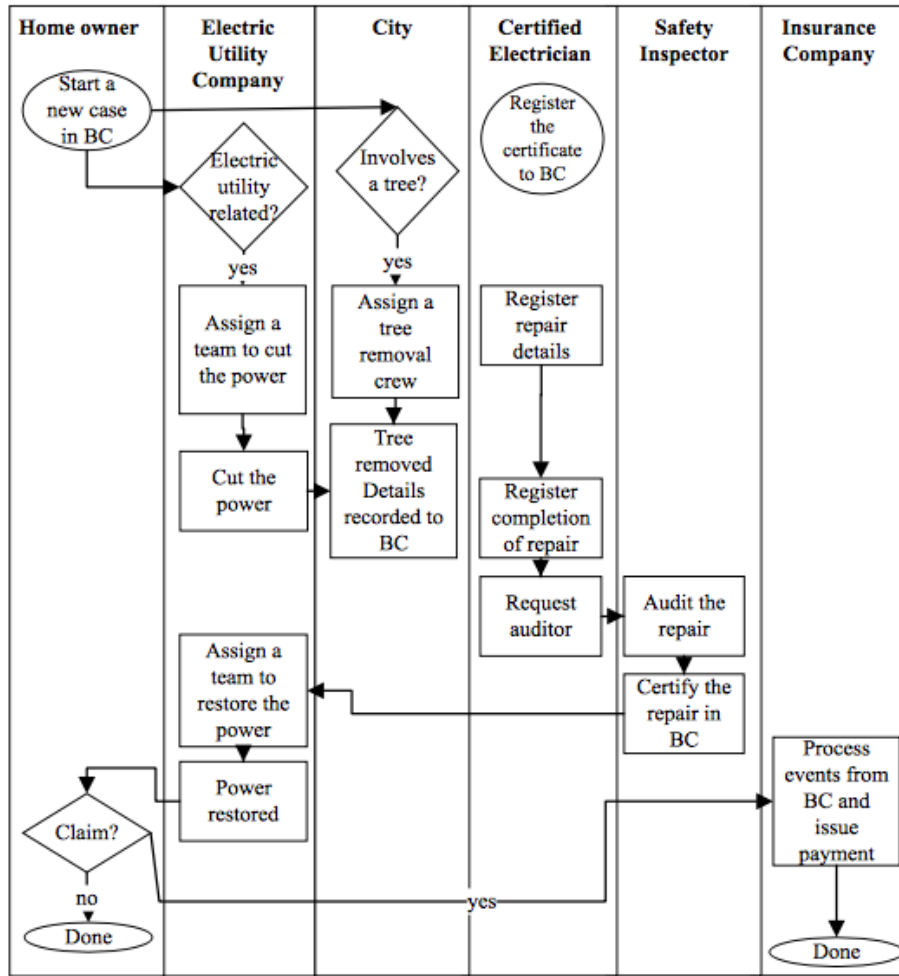 Home owner
Electric
Utility
Company
City
Certified
Electrician
Safety
Inspector
Insurance
Company
Start a
new case
in BC
Register
the
certificate
to BC
Electric
utility
related?
Involves
a tree?
yes
yes
Assign a
team to cut
the power
Assign a
tree
removal
crew
Register
repair
details
Cut the
power
Tree
removed
Details
recorded to
BC
Register
completion
of repair
Request
auditor
Audit the
repair
Assign a
team to
restore the
power
Certify the
repair in
BC
Power
restored
Process
events from
BC and
issue
payment
Claim?
no
yes
Done
Done